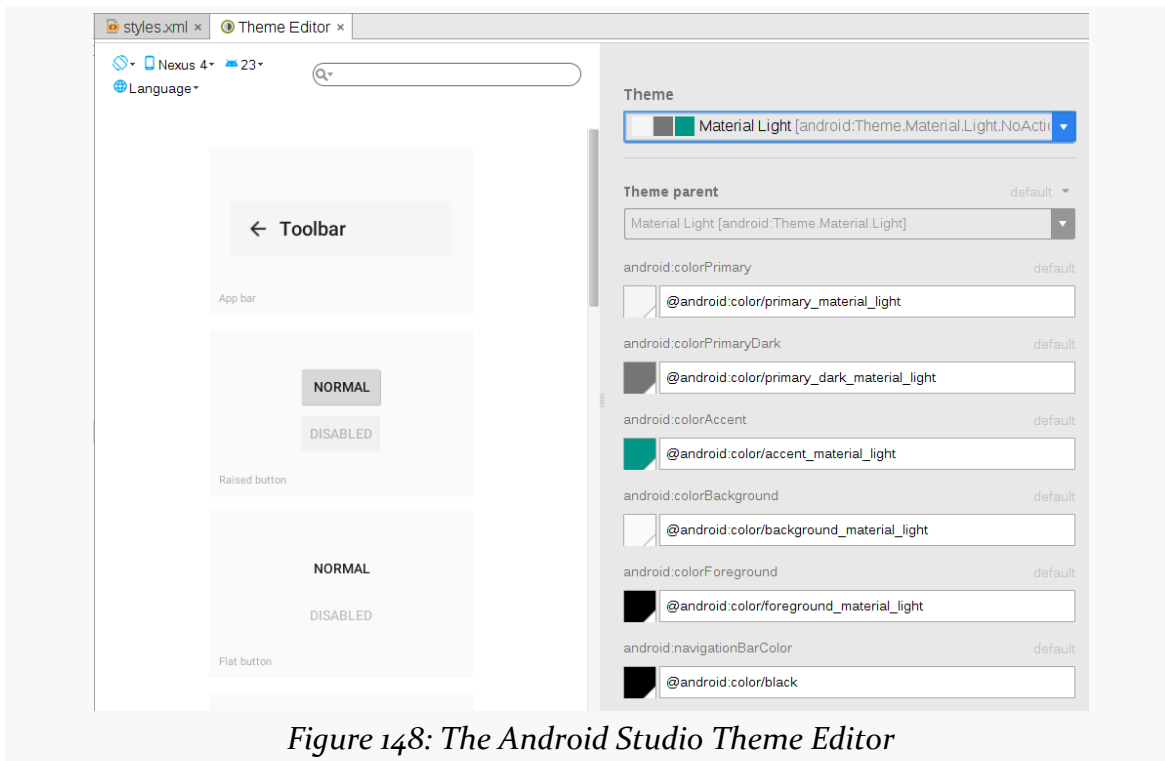 styles.xml × Theme Editor ×
Nexus 4 23
Language
Toolbar
App bar
NORMAL
DISABLED
Raised button
NORMAL
DISABLED
Flat button
Theme
Material Light [android:Theme.Material.Light.NoActi
Theme parent default
Material Light [android:Theme.Material.Light]
android:colorPrimary default
@android:color/primary_material_light
android:colorPrimaryDark default
@android:color/primary_dark_material_light
android:colorAccent default
@android:color/accent_material_light
android:colorBackground default
@android:color/background_material_light
android:colorForeground default
@android:color/foreground_material_light
android:navigationBarColor default
@android:color/black
Figure 148: The Android Studio Theme Editor